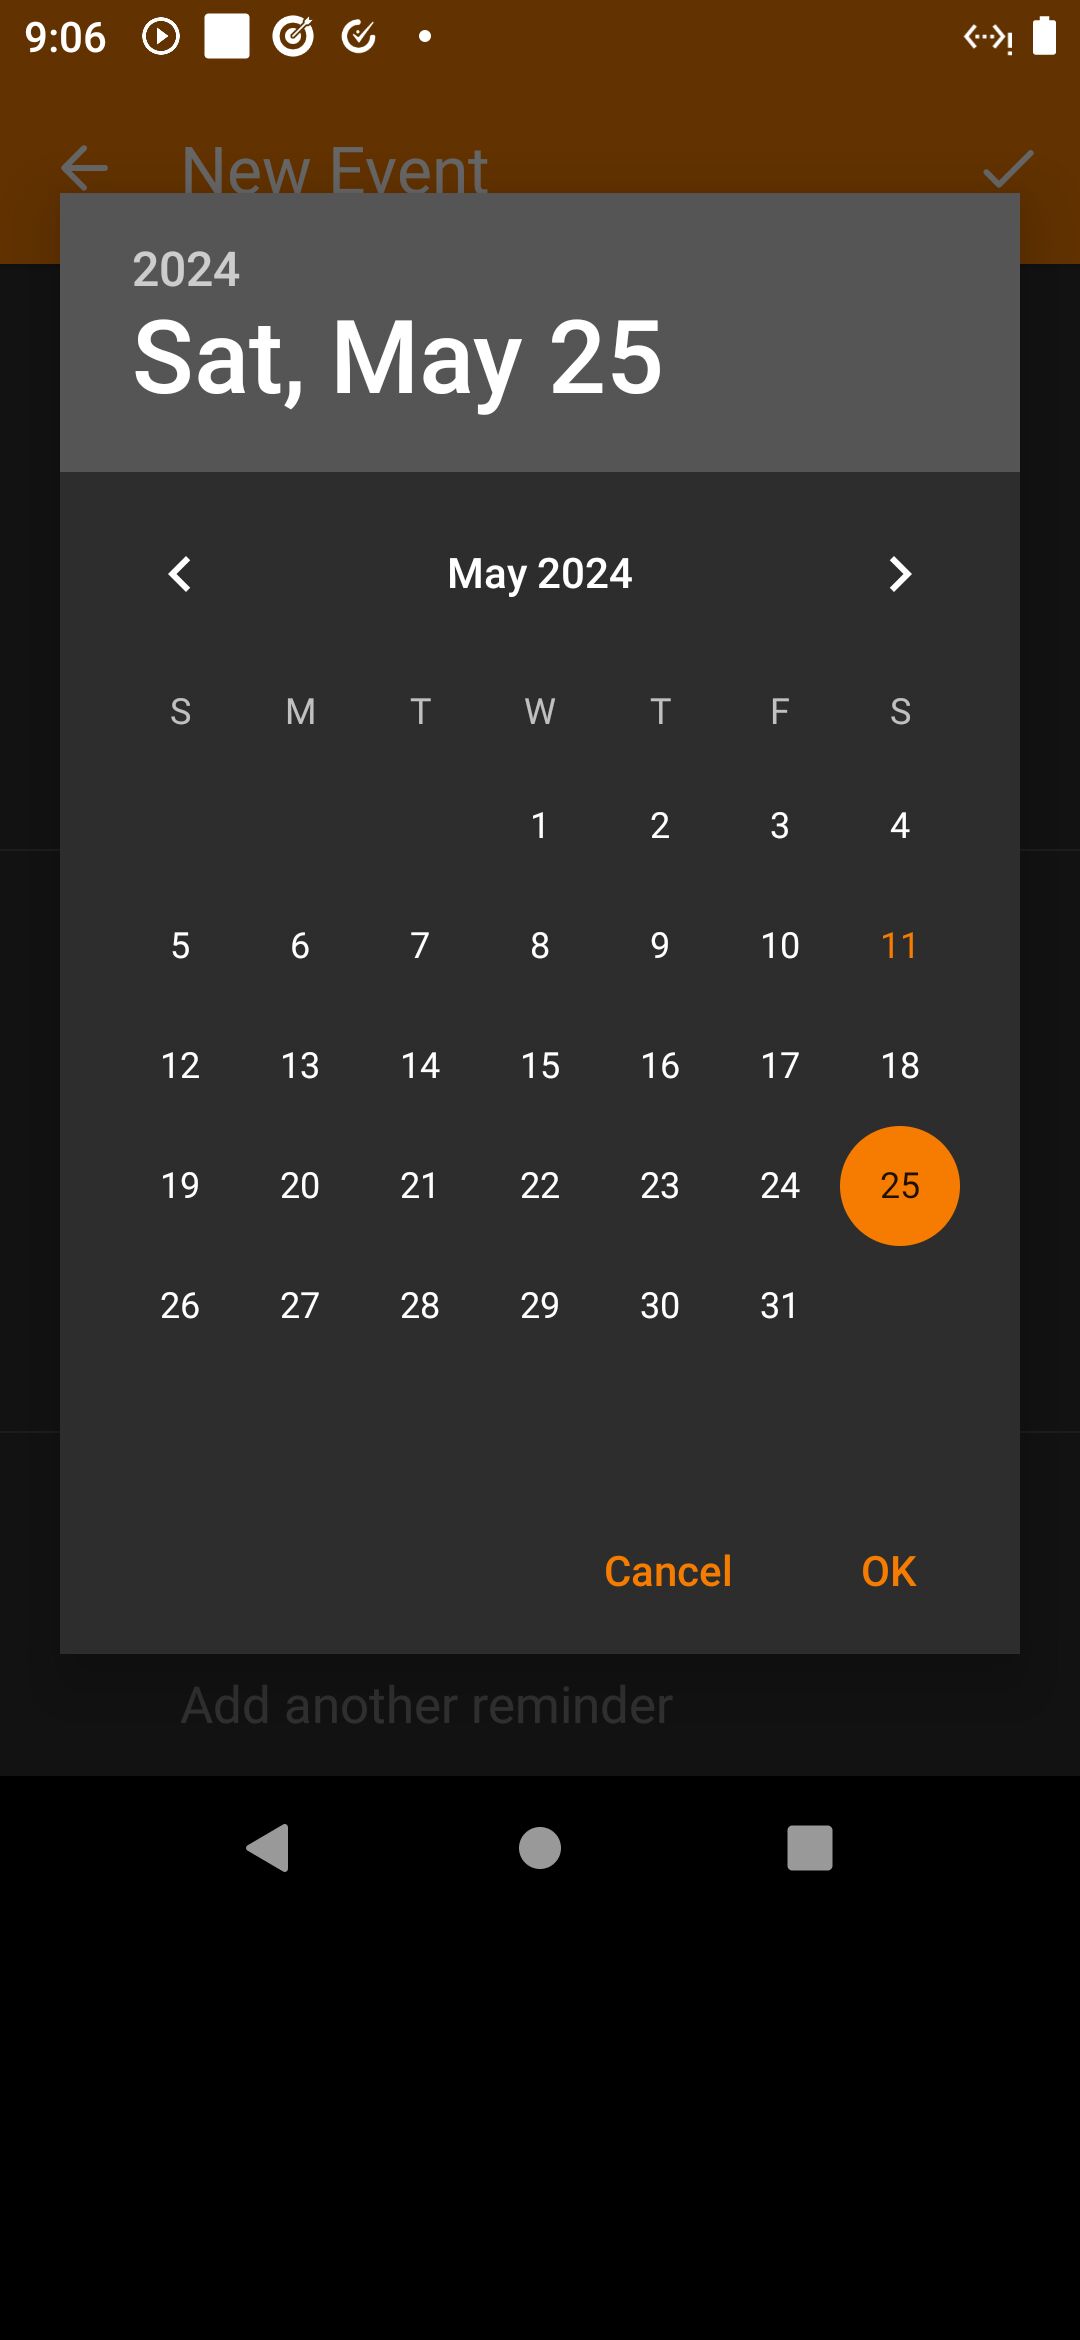 9:06
New Event
2024
Sat, May 25
May 2024
S M T W T F S
1 2 3 4
5 6 7 8 9 10 11
12 13 14 15 16 17 18
19 20 21 22 23 24 25
26 27 28 29 30 31
Cancel OK
Add another reminder